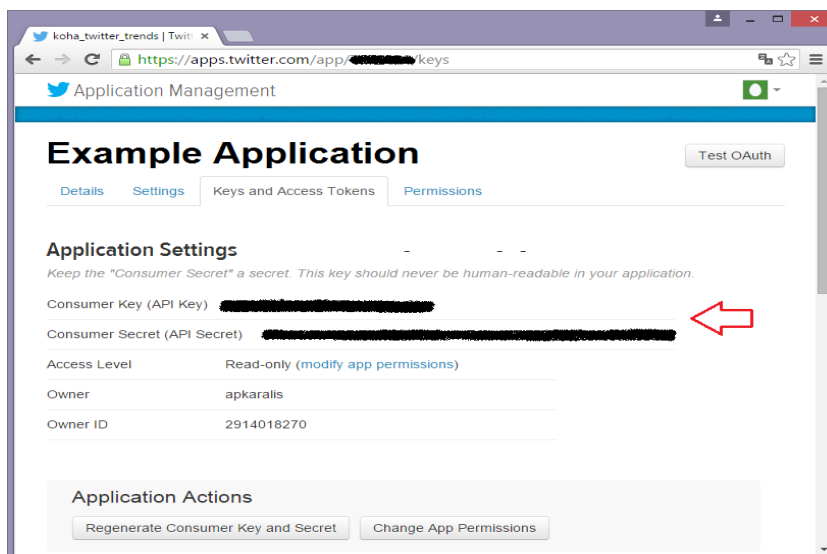 koha_twitter_trends | Twit
https://apps.twitter.com/app/ /keys
Application Management
Example Application
Test OAuth
Details Settings Keys and Access Tokens Permissions
Application Settings
Keep the "Consumer Secret" a secret. This key should never be human-readable in your application.
Consumer Key (API Key)
Consumer Secret (API Secret)
Access Level Read-only (modify app permissions)
Owner apkaralis
Owner ID 2914018270
Application Actions
Regenerate Consumer Key and Secret Change App Permissions